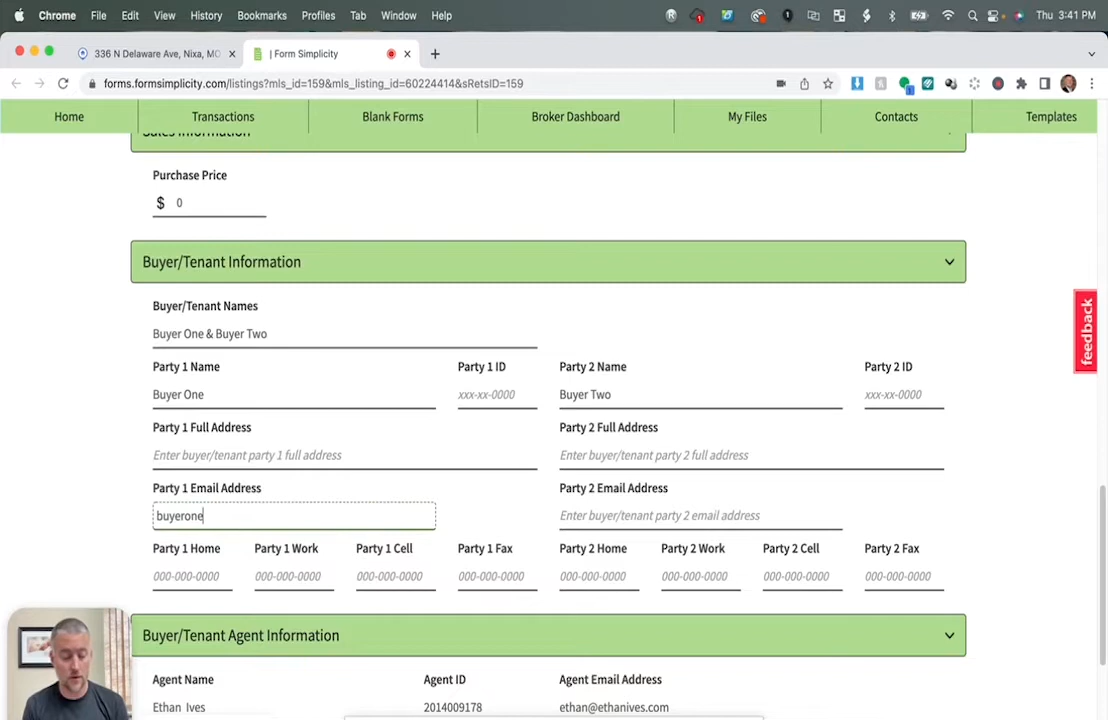 Chrome File Edit View History Bookmarks Profiles Tab Window Help Thu 3:41 PM
336 N Delaware Ave, Nixa, MO | Form Simplicity
forms.formsimplicity.com/listings?mls_id=159&mls_listing_id=60224414&sRetsID=159
Home Transactions Blank Forms Broker Dashboard My Files Contacts Templates
Sales Information
Purchase Price
$ 0
Buyer/Tenant Information
feedback
Buyer/Tenant Names
Buyer One & Buyer Two
Party 1 Name Party 1 ID Party 2 Name Party 2 ID
Buyer One xxx-xx-0000 Buyer Two xxx-xx-0000
Party 1 Full Address Party 2 Full Address
Enter buyer/tenant party 1 full address Enter buyer/tenant party 2 full address
Party 1 Email Address Party 2 Email Address
buyerone Enter buyer/tenant party 2 email address
Party 1 Home Party 1 Work Party 1 Cell Party 1 Fax Party 2 Home Party 2 Work Party 2 Cell Party 2 Fax
000-000-0000 000-000-0000 000-000-0000 000-000-0000 000-000-0000 000-000-0000 000-000-0000 000-000-0000
Buyer/Tenant Agent Information
Agent Name Agent ID Agent Email Address
Ethan Ives 2014009178 ethan@ethanives.com